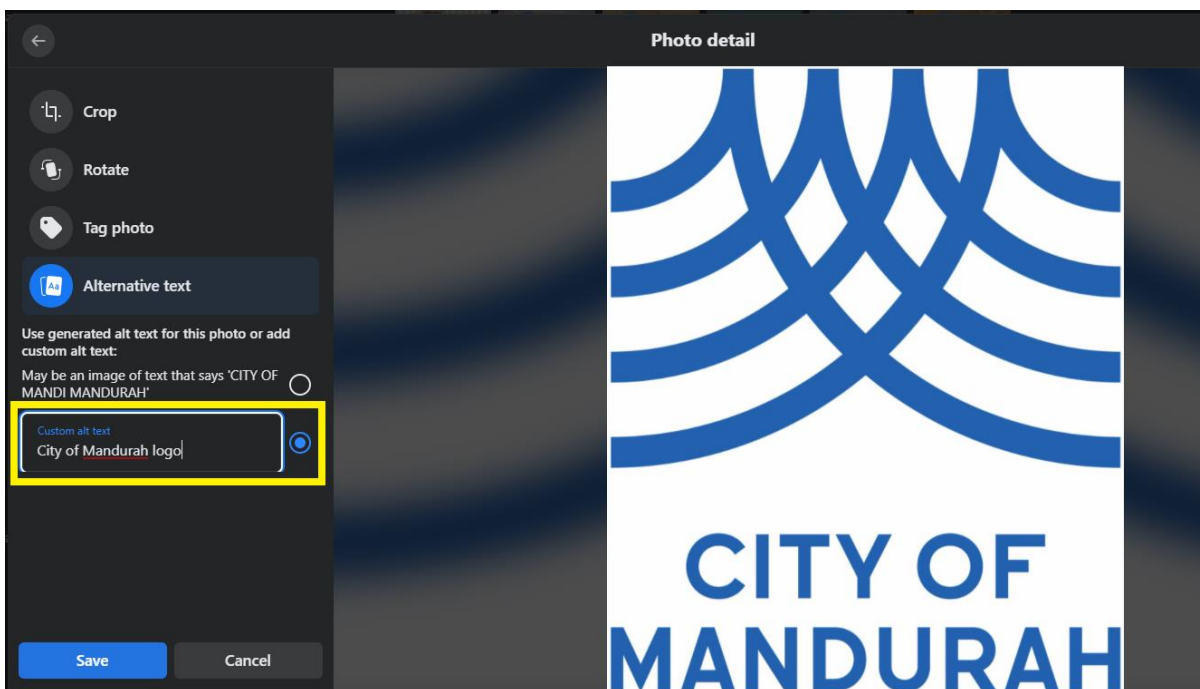 Photo detail
Crop
Rotate
Tag photo
Aa
Alternative text
Use generated alt text for this photo or add
custom alt text:
May be an image of text that says 'CITY OF
MANDI MANDURAH'
Custom alt text
City of Mandurah logo
Save
Cancel
CITY OF
MANDURAH